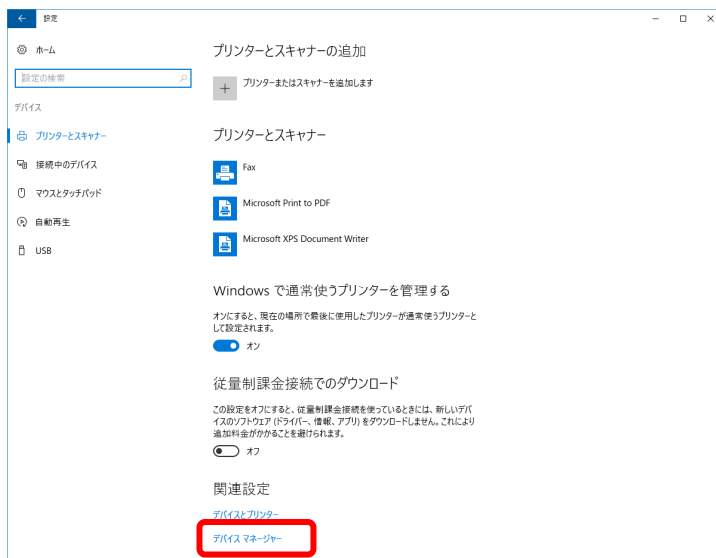 設定
ホーム
設定の検索
デバイス
プリンターとスキャナー
接続中のデバイス
マウスとタッチパッド
自動再生
USB
プリンターとスキャナーの追加
プリンターまたはスキャナーを追加します
プリンターとスキャナー
Fax
Microsoft Print to PDF
Microsoft XPS Document Writer
Windows で通常使うプリンターを管理する
オンにすると、現在の場所で最後に使用したプリンターが通常使うプリンターと
して設定されます。
オン
従量制課金接続でのダウンロード
この設定をオフにすると、従量制課金接続を使っているときには、新しいデバ
イスのソフトウェア (ドライバー、情報、アプリ) をダウンロードしません。これにより
追加料金がかかることを避けられます。
オフ
関連設定
デバイスとプリンター
デバイス マネージャー